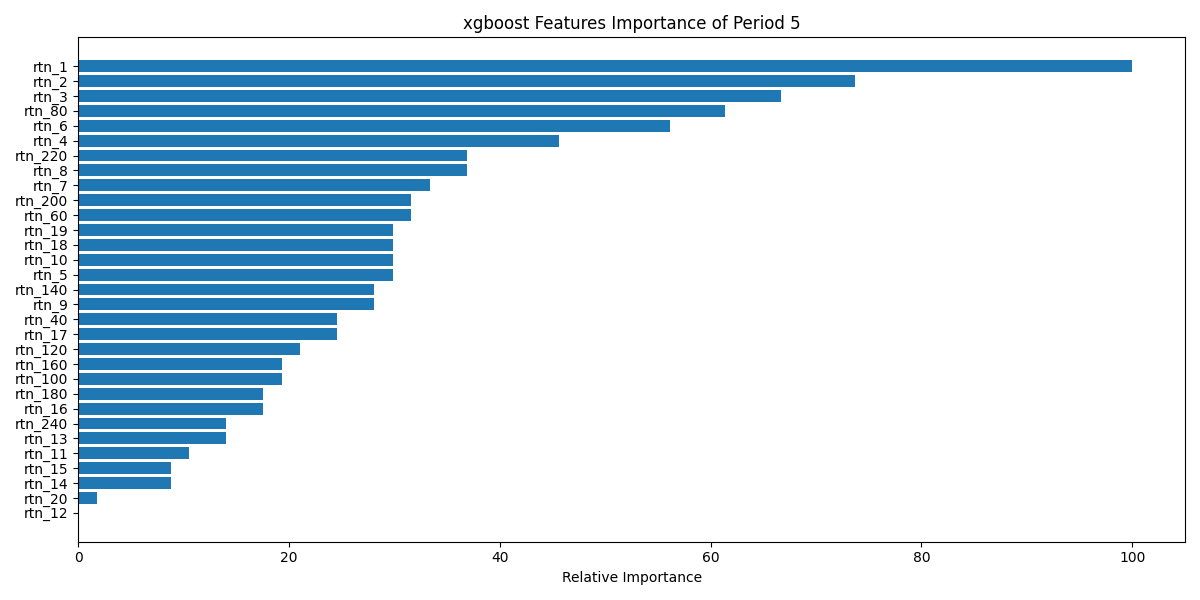 xgboost Features Importance of Period 5
rtn_1
rtn_2
rtn_3
rtn_80
rtn_6
rtn_4
rtn_220
rtn_8
rtn_7
rtn_200
rtn_60
rtn_19
rtn_18
rtn_10
rtn_5
rtn_140
rtn_9
rtn_40
rtn_17
rtn_120
rtn_160
rtn_100
rtn_180
rtn_16
rtn_240
rtn_13
rtn_11
rtn_15
rtn_14
rtn_20
rtn_12
0 20 40 60 80 100
Relative Importance